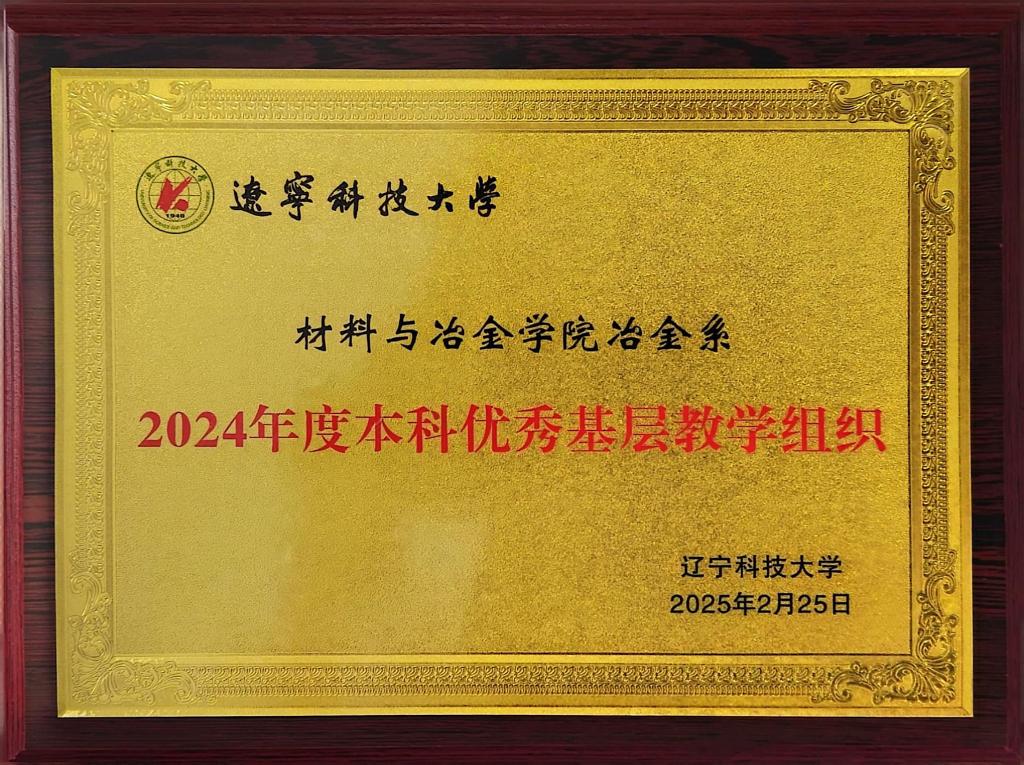 遼寧科技大学
1948
材料与冶金学院冶金系
2024年度本科优秀基层教学组织
辽宁科技大学
2025年2月25日